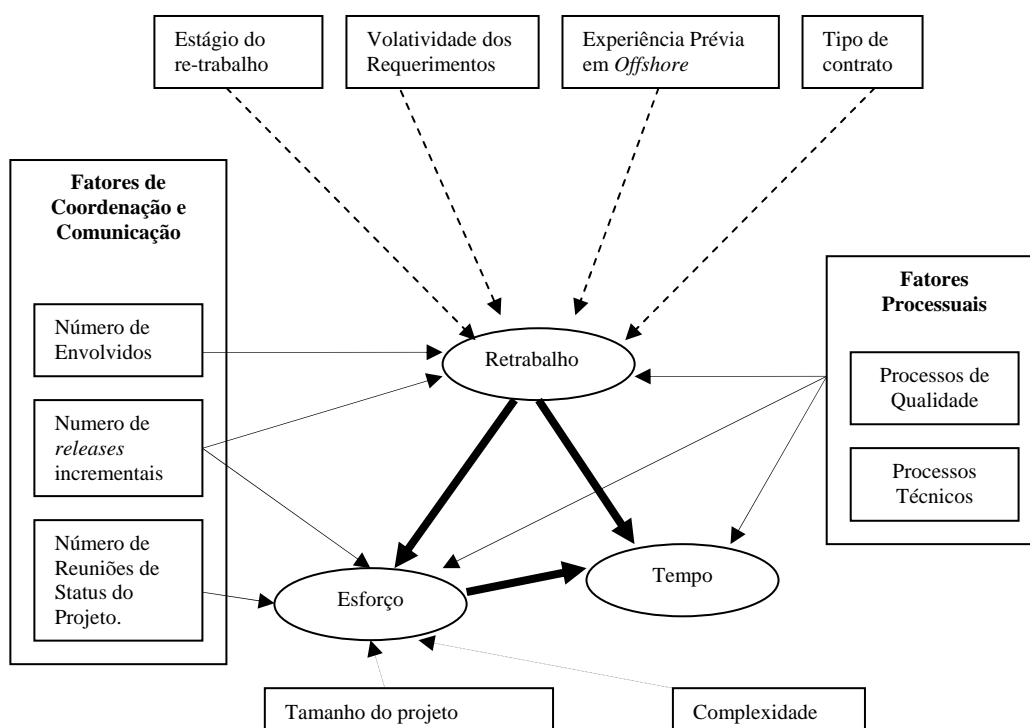 Estágio do
re-trabalho
Volatividade dos
Requerimentos
Experiência Prévia
em Offshore
Tipo de
contrato
Fatores de
Coordenação e
Comunicação
Número de
Envolvidos
Numero de
releases
incrementais
Número de
Reuniões de
Status do
Projeto.
Retrabalho
Esforço
Tempo
Fatores
Processuais
Processos de
Qualidade
Processos
Técnicos
Tamanho do projeto
Complexidade